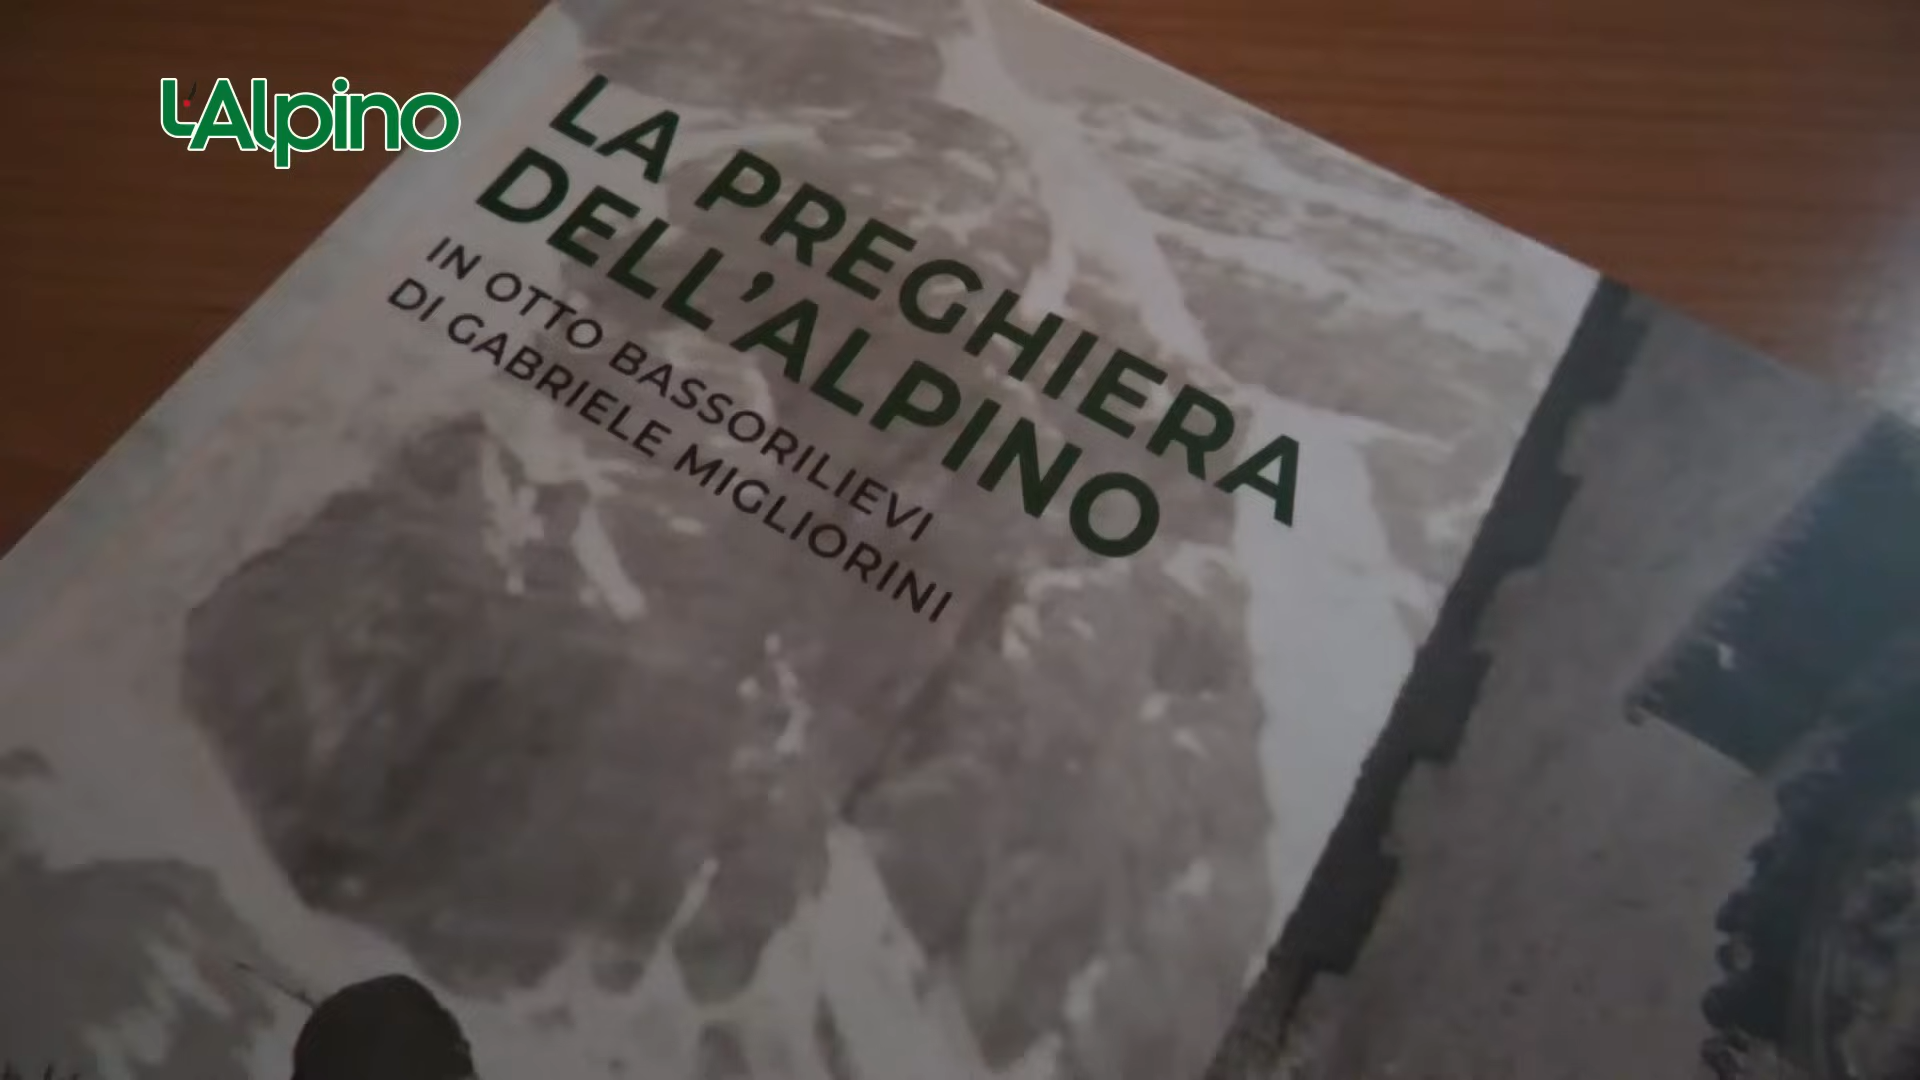 L'Alpino
LA PREGHIERA
DELL'ALPINO
IN OTTO BASSORILIEVI
DI GABRIELE MIGLIORINI